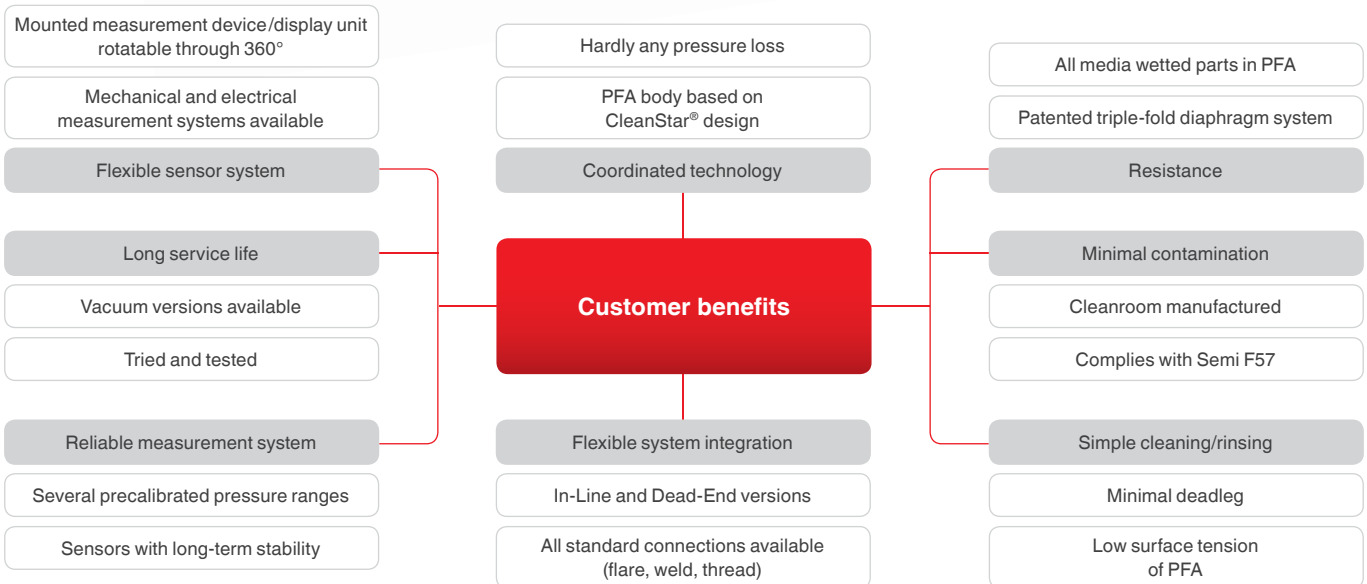 Mounted measurement device/display unit
rotatable through 360°
Mechanical and electrical
measurement systems available
Flexible sensor system
Long service life
Vacuum versions available
Tried and tested
Reliable measurement system
Several precalibrated pressure ranges
Sensors with long-term stability
Hardly any pressure loss
PFA body based on
CleanStar® design
Coordinated technology
Customer benefits
Flexible system integration
In-Line and Dead-End versions
All standard connections available
(flare, weld, thread)
All media wetted parts in PFA
Patented triple-fold diaphragm system
Resistance
Minimal contamination
Cleanroom manufactured
Complies with Semi F57
Simple cleaning/rinsing
Minimal deadleg
Low surface tension
of PFA